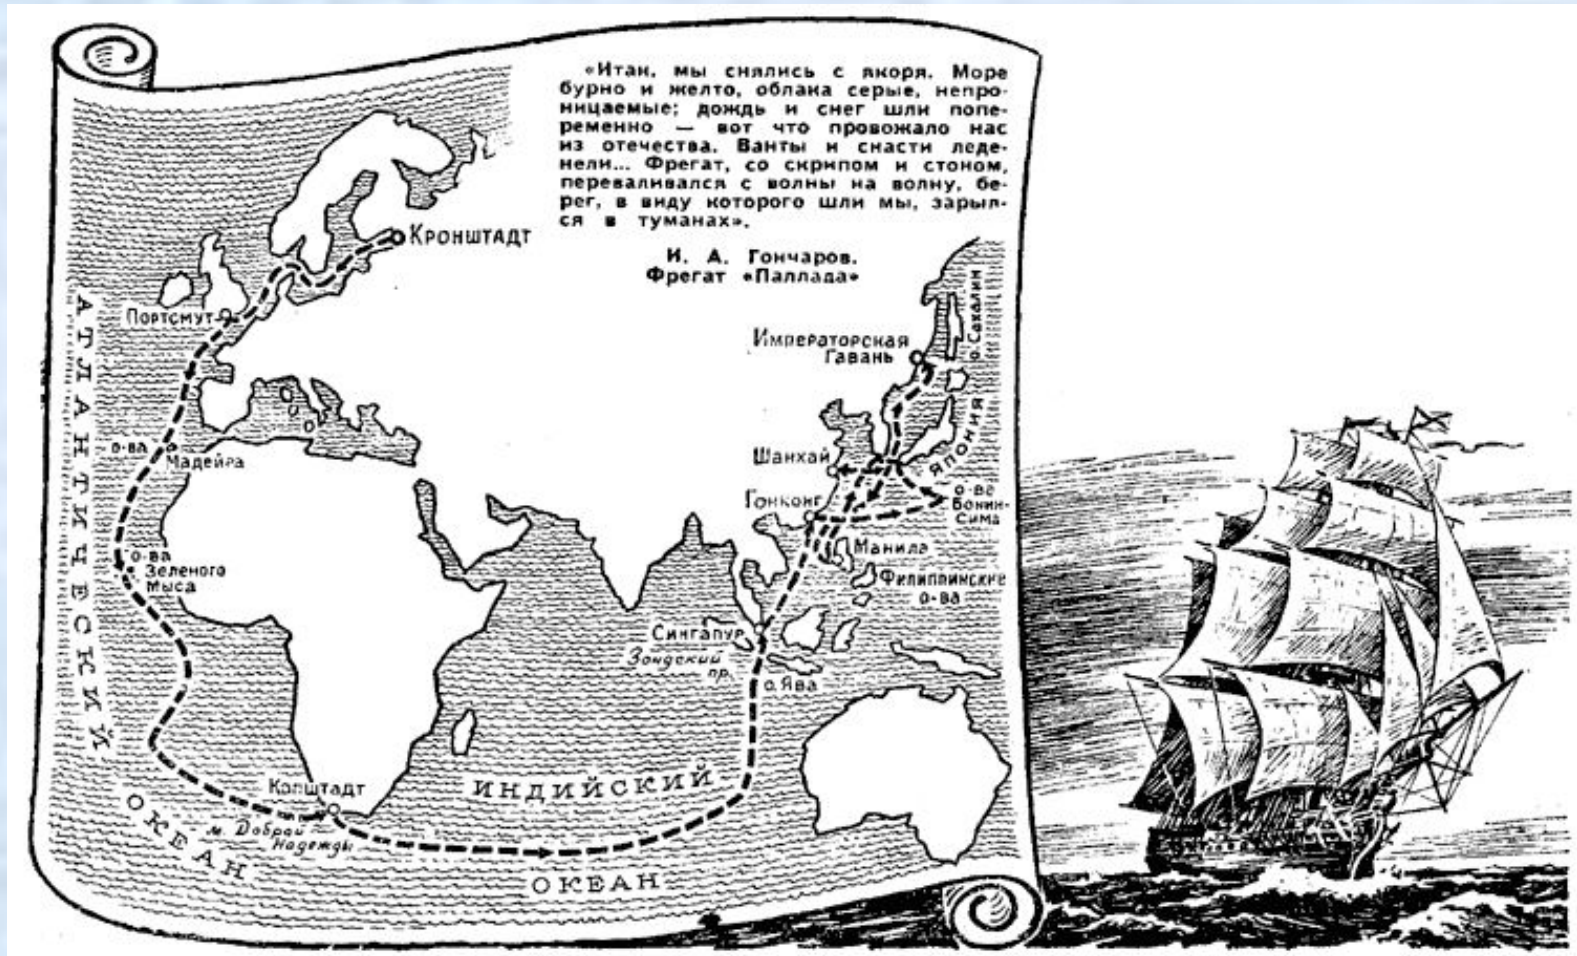 «Итак, мы снялись с якоря. Море
бурно и желто, облака серые, непро-
ницаемые; дождь и снег шли попе-
ременно — вот что провожало нас
из отечества. Ванты и снасти леде-
нели... Фрегат, со скрипом и стоном,
переваливался с волны на волну, бе-
рег, в виду которого шли мы, зарыл-
ся в туманах».
И. А. Гончаров.
Фрегат «Паллада»
КРОНШТАДТ
ПОРТСМУТ
АТЛАНТИЧЕСКИЙ
ОКЕАН
о-ва
Мадейра
о-ва
Зеленого
Мыса
Капштадт
м. Доброй
Надежды
ИНДИЙСКИЙ
ОКЕАН
Императорская
Гавань
о. Сахалин
ЯПОНИЯ
Шанхай
Гонконг
о-ва
Бонин-
Сима
Манила
Филиппинские
о-ва
Сингапур
Зондский
пр.
о. Ява